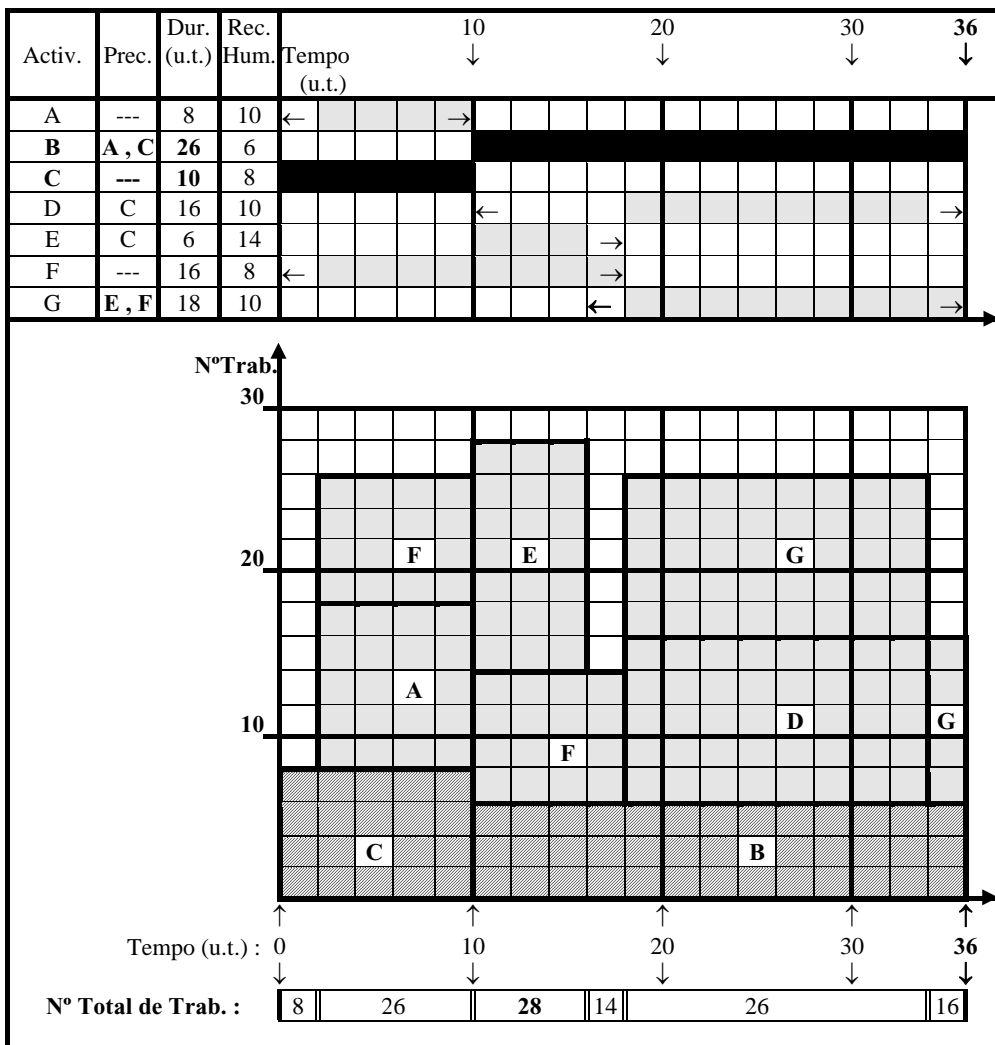 10 20 30 36
Dur. Rec.
Activ. Prec. (u.t.) Hum. Tempo
↓ ↓ ↓ ↓
(u.t.)
A --- 8 10 ← →
B A , C 26 6
C --- 10 8
D C 16 10 ← →
E C 6 14 →
F --- 16 8 ← →
G E , F 18 10 ← →
NºTrab.
30
20 F E G
A
10 D G
F
C B
↑ ↑ ↑ ↑ ↑
Tempo (u.t.) : 0 10 20 30 36
↓ ↓ ↓ ↓ ↓
Nº Total de Trab. : 8 26 28 14 26 16